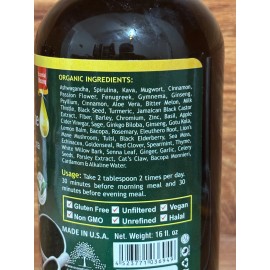 ORGANIC INGREDIENTS:
Ashwagandha, Spirulina, Kava, Mugwort, Cinnamon,
Passion Flower, Fenugreek, Gymnema, Ginseng,
Psyllium, Cinnamon, Aloe Vera, Bitter Melon, Milk
Thistle, Black Seed, Turmeric, Jamaican Black Castor
Extract, Fiber, Barley, Chromium, Zinc, Basil, Apple
Cider Vinegar, Sage, Ginkgo Biloba, Ginseng, Gotu Kola,
Lemon Balm, Bacopa, Rosemary, Eleuthero Root, Lion's
Mane Mushroom, Tulsi, Black Elderberry, Sea Moss,
Echinacea, Goldenseal, Red Clover, Spearmint, Thyme,
White Willow Bark, Senna Leaf, Ginger, Garlic, Celery
Seeds, Parsley Extract, Cat's Claw, Bacopa Monnieri,
Cardamom & Alkaline Water.
Usage: Take 2 tablespoon 2 times per day.
30 minutes before morning meal and 30
minutes before evening meal.
Gluten Free Unfiltered Vegan
Non GMO Unrefined Halal
MADE IN U.S.A. Net. Weight: 16 fl. oz